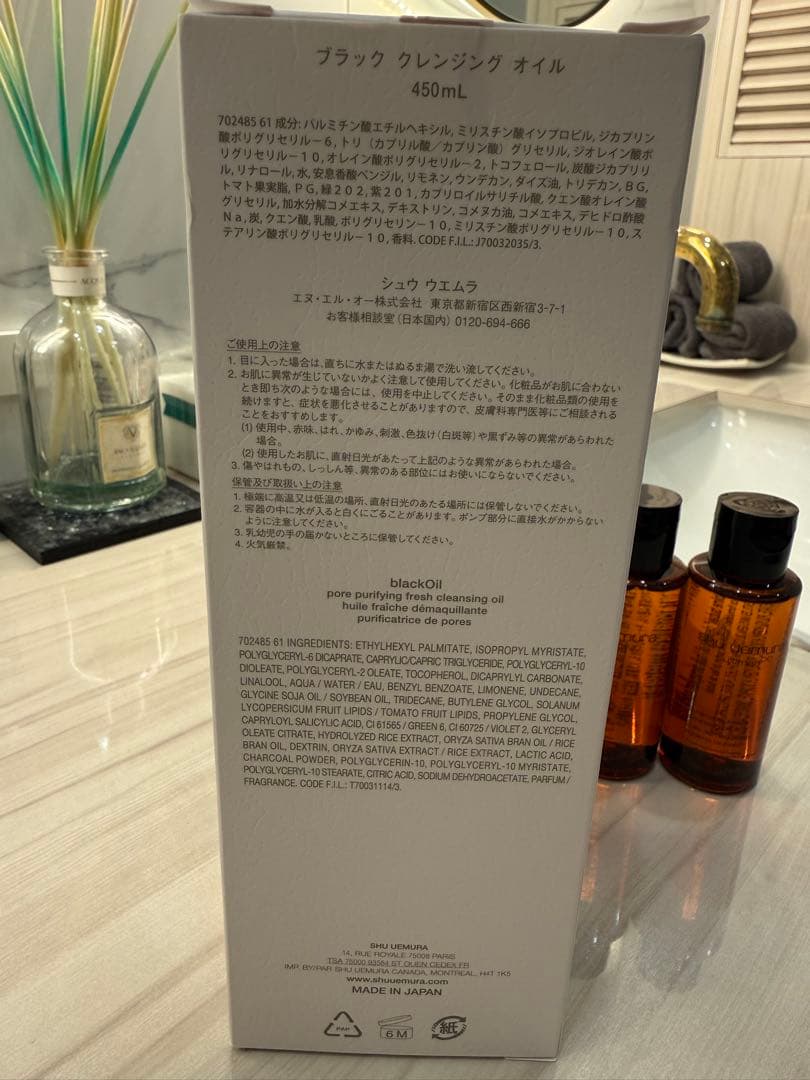 ブラック クレンジング オイル
450mL
702485 61 成分: パルミチン酸エチルヘキシル, ミリスチン酸イソプロピル, ジカプリン
酸ポリグリセリル－6, トリ（カプリル酸／カプリン酸）グリセリル, ジオレイン酸ポ
リグリセリル－10, オレイン酸ポリグリセリル－2, トコフェロール, 炭酸ジカプリリ
ル, リナロール, 水, 安息香酸ベンジル, リモネン, ウンデカン, ダイズ油, トリデカン, BG,
トマト果実脂, PG, 緑202, 紫201, カプリロイルサリチル酸, クエン酸オレイン酸
グリセリル, 加水分解コメエキス, デキストリン, コメヌカ油, コメエキス, デヒドロ酢酸
Na, 炭, クエン酸, 乳酸, ポリグリセリン－10, ミリスチン酸ポリグリセリル－10, ス
テアリン酸ポリグリセリル－10, 香料. CODE F.I.L.: J70032035/3.
シュウ ウエムラ
エヌ・エル・オー株式会社 東京都新宿区西新宿3-7-1
お客様相談室（日本国内）0120-694-666
ご使用上の注意
1. 目に入った場合は、直ちに水またはぬるま湯で洗い流してください。
2. お肌に異常が生じていないかよく注意して使用してください。化粧品がお肌に合わない
とき即ち次のような場合には、使用を中止してください。そのまま化粧品類の使用を
続けますと、症状を悪化させることがありますので、皮膚科専門医等にご相談される
ことをおすすめします。
(1) 使用中、赤味、はれ、かゆみ、刺激、色抜け（白斑等）や黒ずみ等の異常があらわれた
場合。
(2) 使用したお肌に、直射日光があたって上記のような異常があらわれた場合。
3. 傷やはれもの、しっしん等、異常のある部位にはお使いにならないでください。
保管及び取扱い上の注意
1. 極端に高温又は低温の場所、直射日光のあたる場所には保管しないでください。
2. 容器の中に水が入ると白くにごることがあります。ポンプ部分に直接水がかからない
ように注意してください。
3. 乳幼児の手の届かないところに保管してください。
4. 火気厳禁。
blackOil
pore purifying fresh cleansing oil
huile fraîche démaquillante
purificatrice de pores
702485 61 INGREDIENTS: ETHYLHEXYL PALMITATE, ISOPROPYL MYRISTATE,
POLYGLYCERYL-6 DICAPRATE, CAPRYLIC/CAPRIC TRIGLYCERIDE, POLYGLYCERYL-10
DIOLEATE, POLYGLYCERYL-2 OLEATE, TOCOPHEROL, DICAPRYLYL CARBONATE,
LINALOOL, AQUA / WATER / EAU, BENZYL BENZOATE, LIMONENE, UNDECANE,
GLYCINE SOJA OIL / SOYBEAN OIL, TRIDECANE, BUTYLENE GLYCOL, SOLANUM
LYCOPERSICUM FRUIT LIPIDS / TOMATO FRUIT LIPIDS, PROPYLENE GLYCOL,
CAPRYLOYL SALICYLIC ACID, CI 61565 / GREEN 6, CI 60725 / VIOLET 2, GLYCERYL
OLEATE CITRATE, HYDROLYZED RICE EXTRACT, ORYZA SATIVA BRAN OIL / RICE
BRAN OIL, DEXTRIN, ORYZA SATIVA EXTRACT / RICE EXTRACT, LACTIC ACID,
CHARCOAL POWDER, POLYGLYCERIN-10, POLYGLYCERYL-10 MYRISTATE,
POLYGLYCERYL-10 STEARATE, CITRIC ACID, SODIUM DEHYDROACETATE, PARFUM /
FRAGRANCE. CODE F.I.L.: T70031114/3.
SHU UEMURA
14, RUE ROYALE 75008 PARIS
TSA 75000 93584 ST OUEN CEDEX FR
IMP. BY/PAR SHU UEMURA CANADA, MONTREAL, H4T 1K5
www.shuuemura.com
MADE IN JAPAN
PAP
6 M
紙
shu uemura